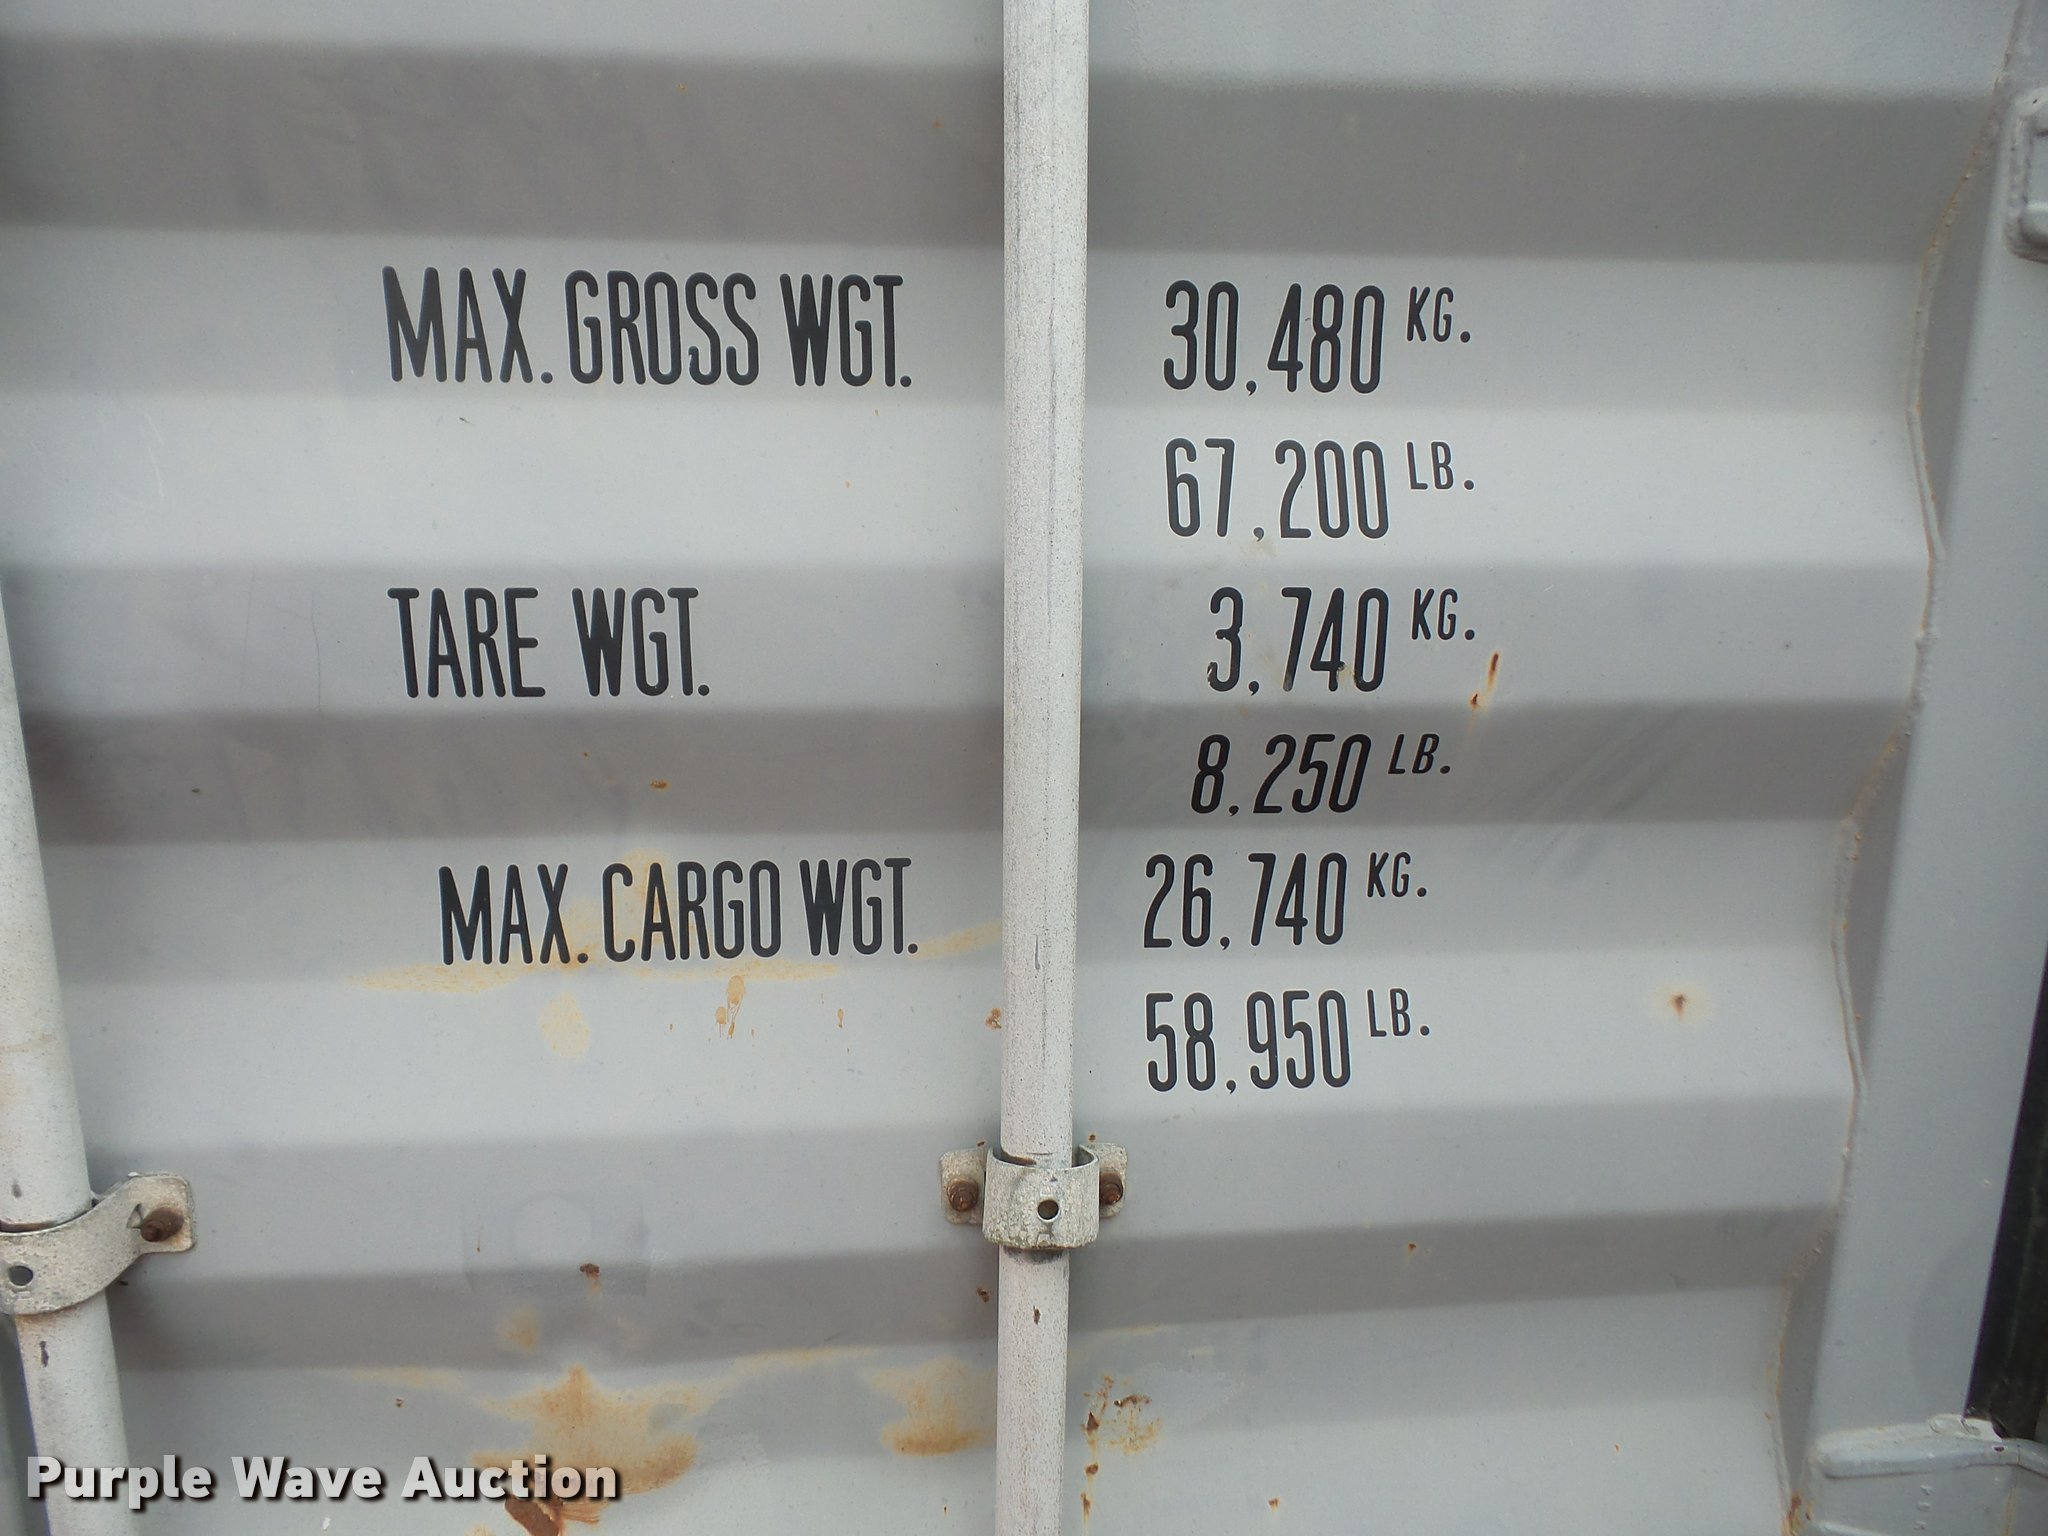 MAX. GROSS WGT. 30,480 KG.
67,200 LB.
TARE WGT. 3,740 KG.
8,250 LB.
MAX. CARGO WGT. 26,740 KG.
58,950 LB.
Purple Wave Auction